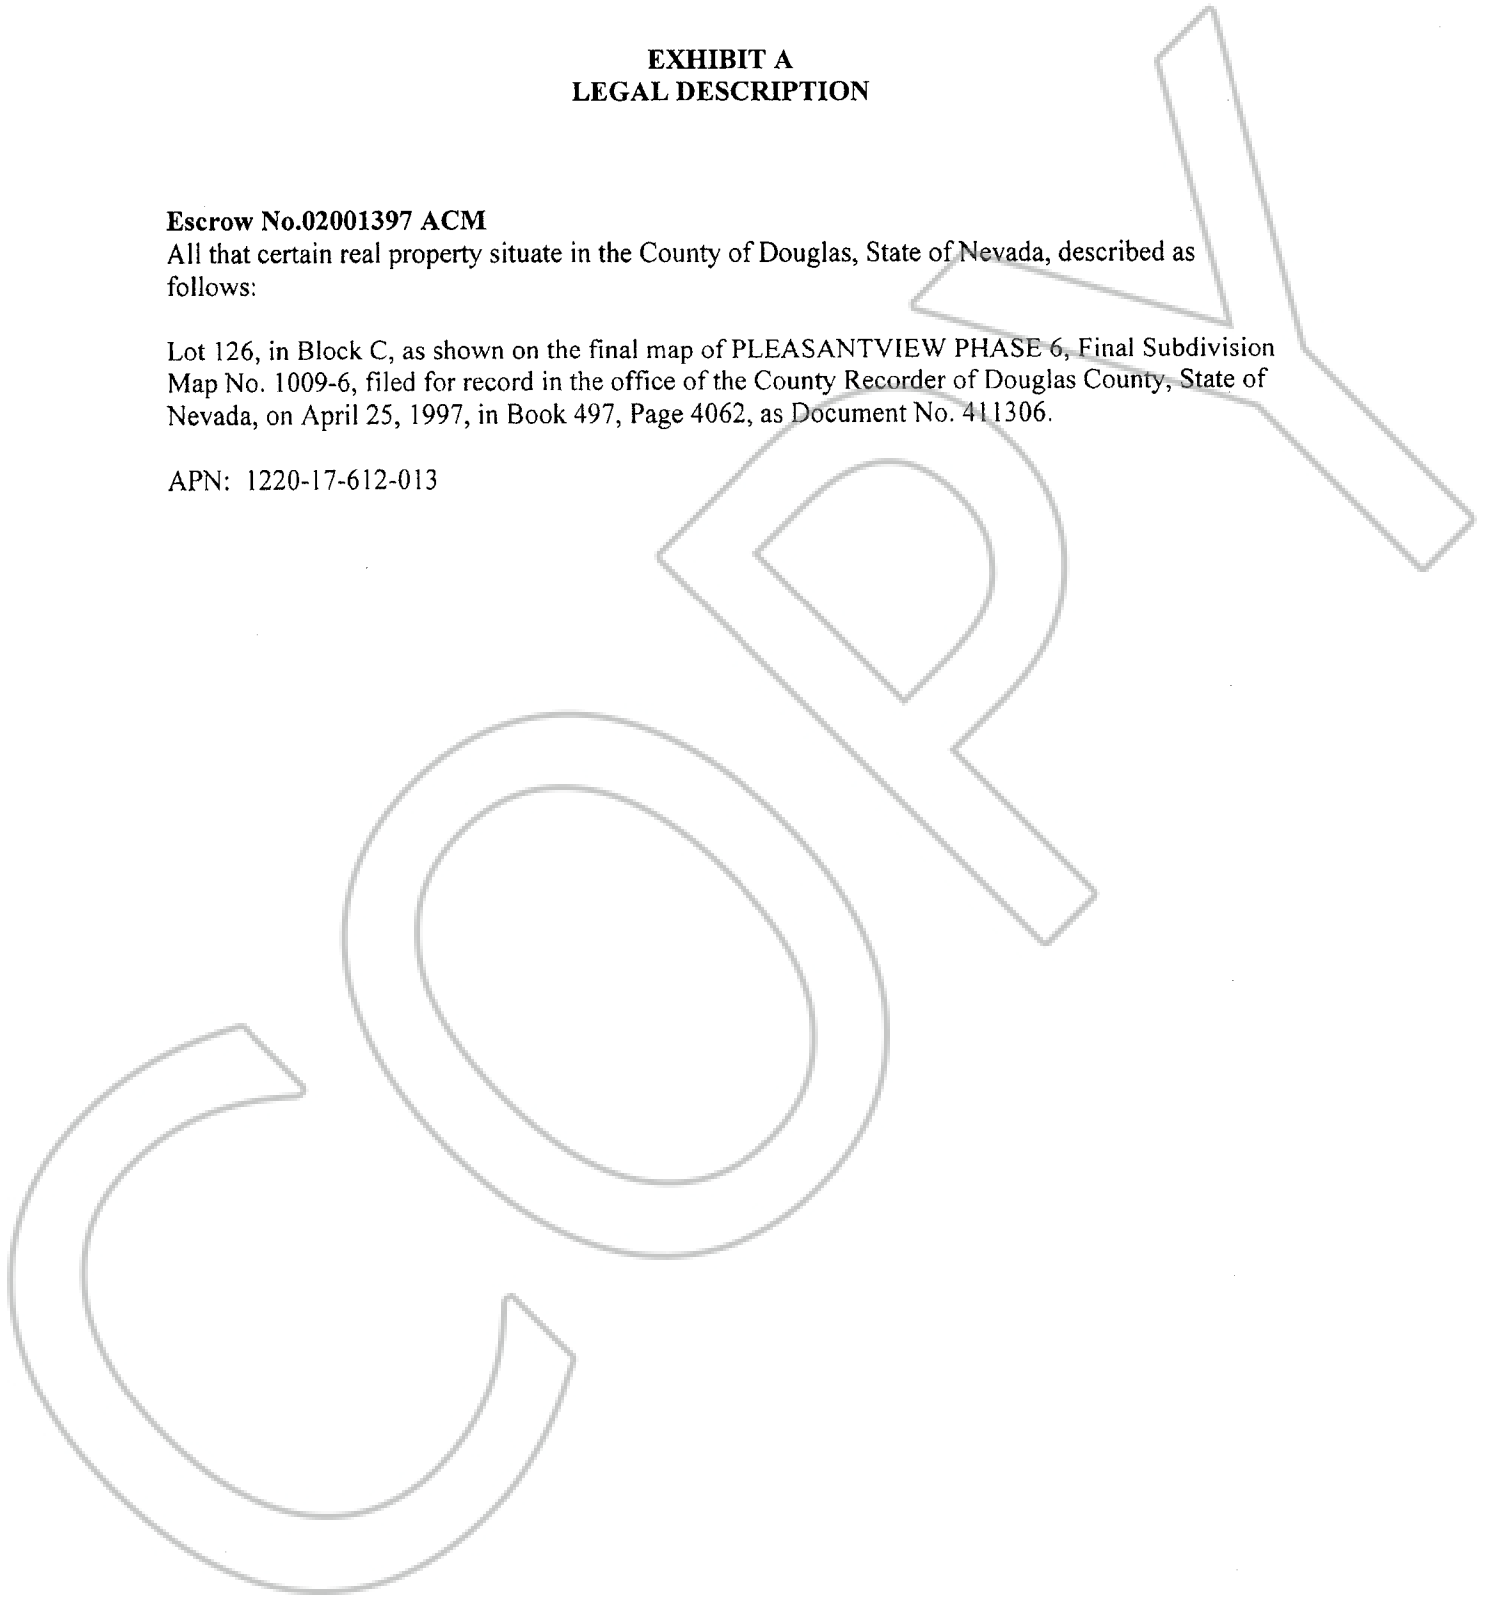 EXHIBIT A
LEGAL DESCRIPTION
Escrow No.02001397 ACM
All that certain real property situate in the County of Douglas, State of Nevada, described as
follows:
Lot 126, in Block C, as shown on the final map of PLEASANTVIEW PHASE 6, Final Subdivision
Map No. 1009-6, filed for record in the office of the County Recorder of Douglas County, State of
Nevada, on April 25, 1997, in Book 497, Page 4062, as Document No. 411306.
APN: 1220-17-612-013
COPY